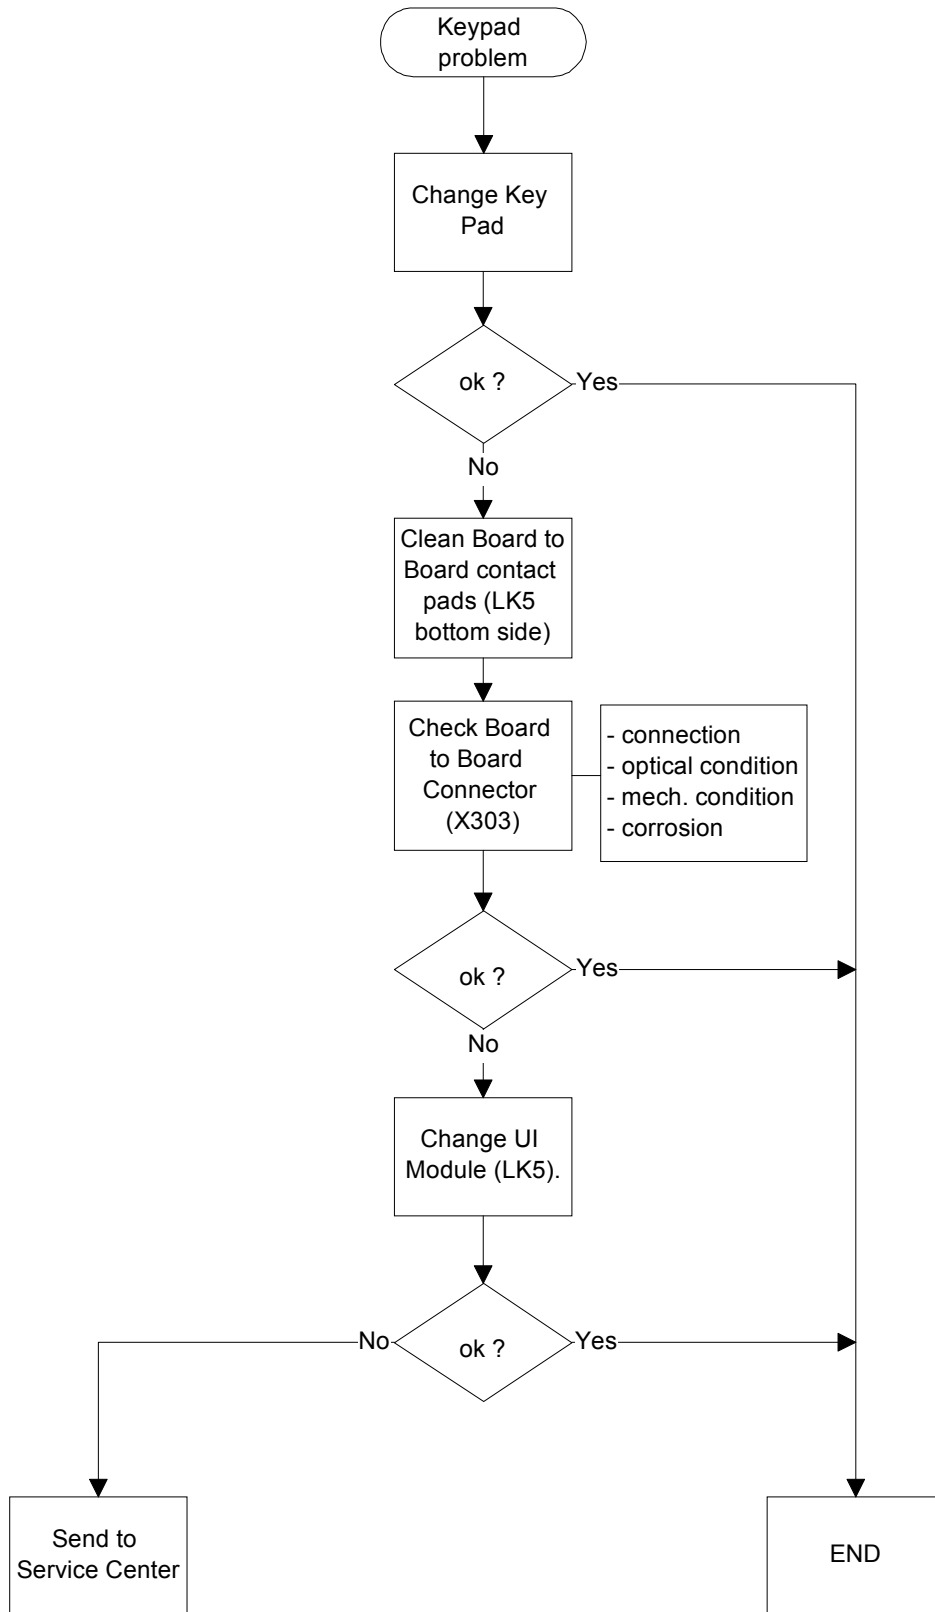 Keypad
problem
Change Key
Pad
ok ?
Yes
No
Clean Board to
Board contact
pads (LK5
bottom side)
Check Board
to Board
Connector
(X303)
- connection
- optical condition
- mech. condition
- corrosion
ok ?
Yes
No
Change UI
Module (LK5).
No
ok ?
Yes
Send to
Service Center
END